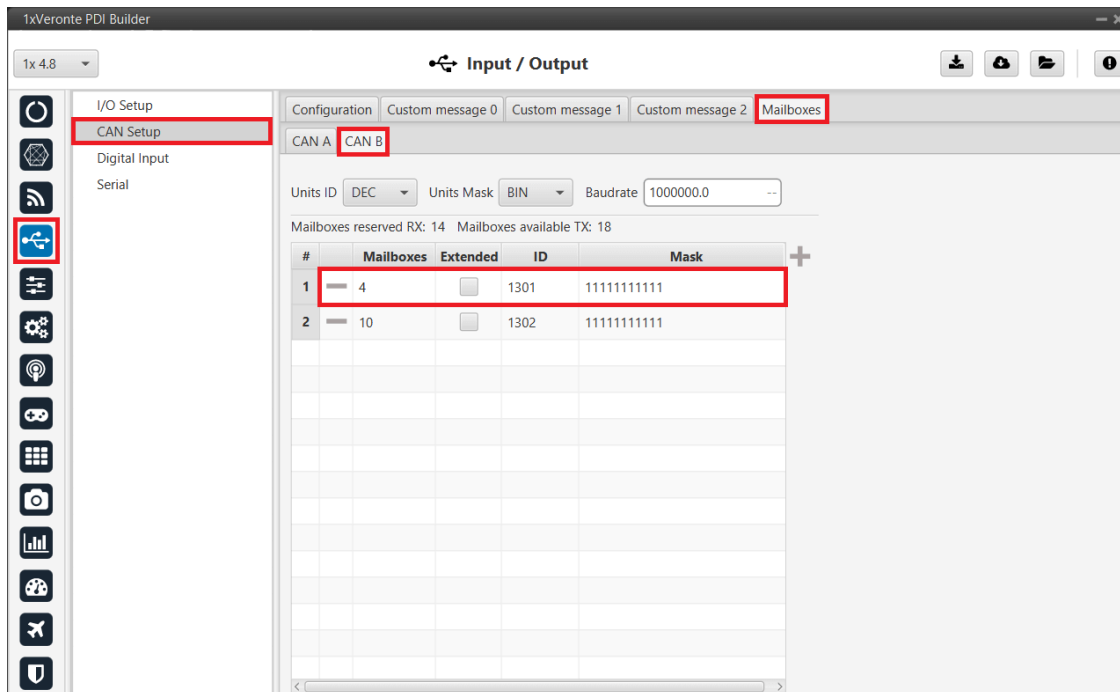 1xVeronte PDI Builder
1x 4.8
Input / Output
I/O Setup
CAN Setup
Digital Input
Serial
Configuration Custom message 0 Custom message 1 Custom message 2 Mailboxes
CAN A CAN B
Units ID DEC Units Mask BIN Baudrate 1000000.0 --
Mailboxes reserved RX: 14 Mailboxes available TX: 18
# Mailboxes Extended ID Mask
1 4 1301 11111111111
2 10 1302 11111111111